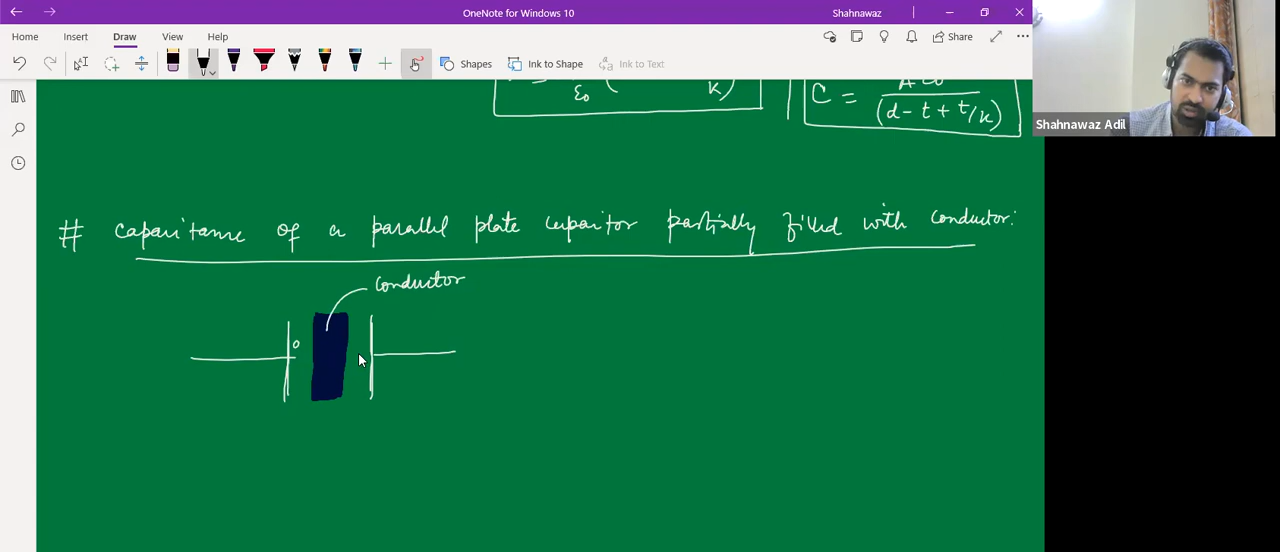 OneNote for Windows 10
Shahnawaz
Home Insert Draw View Help Share
Shapes Ink to Shape Ink to Text
ε0 ( k)
C = Aε0
(d - t + t/k)
Shahnawaz Adil
# capacitance of a parallel plate capacitor partially filled with conductor:
conductor